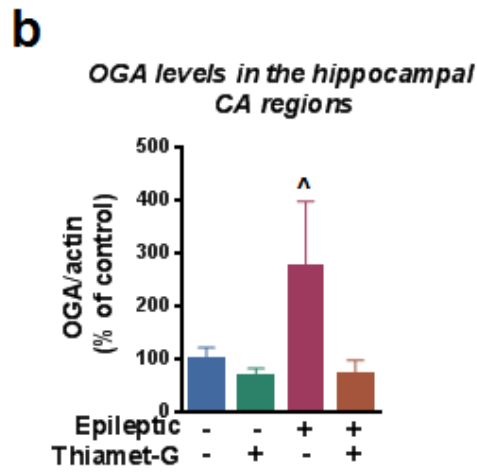 b
OGA levels in the hippocampal
CA regions
OGA/actin
(% of control)
500
400
300
200
100
0
^
Epileptic - - + +
Thiamet-G - + - +